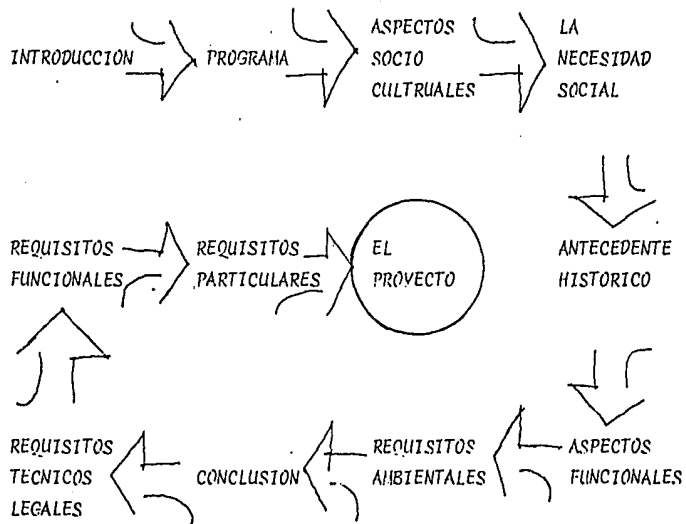 INTRODUCCION
PROGRAMA
ASPECTOS
SOCIO
CULTRUALES
LA
NECESIDAD
SOCIAL
ANTECEDENTE
HISTORICO
ASPECTOS
FUNCIONALES
REQUISITOS
AMBIENTALES
CONCLUSION
REQUISITOS
TECNICOS
LEGALES
REQUISITOS
FUNCIONALES
REQUISITOS
PARTICULARES
EL
PROYECTO